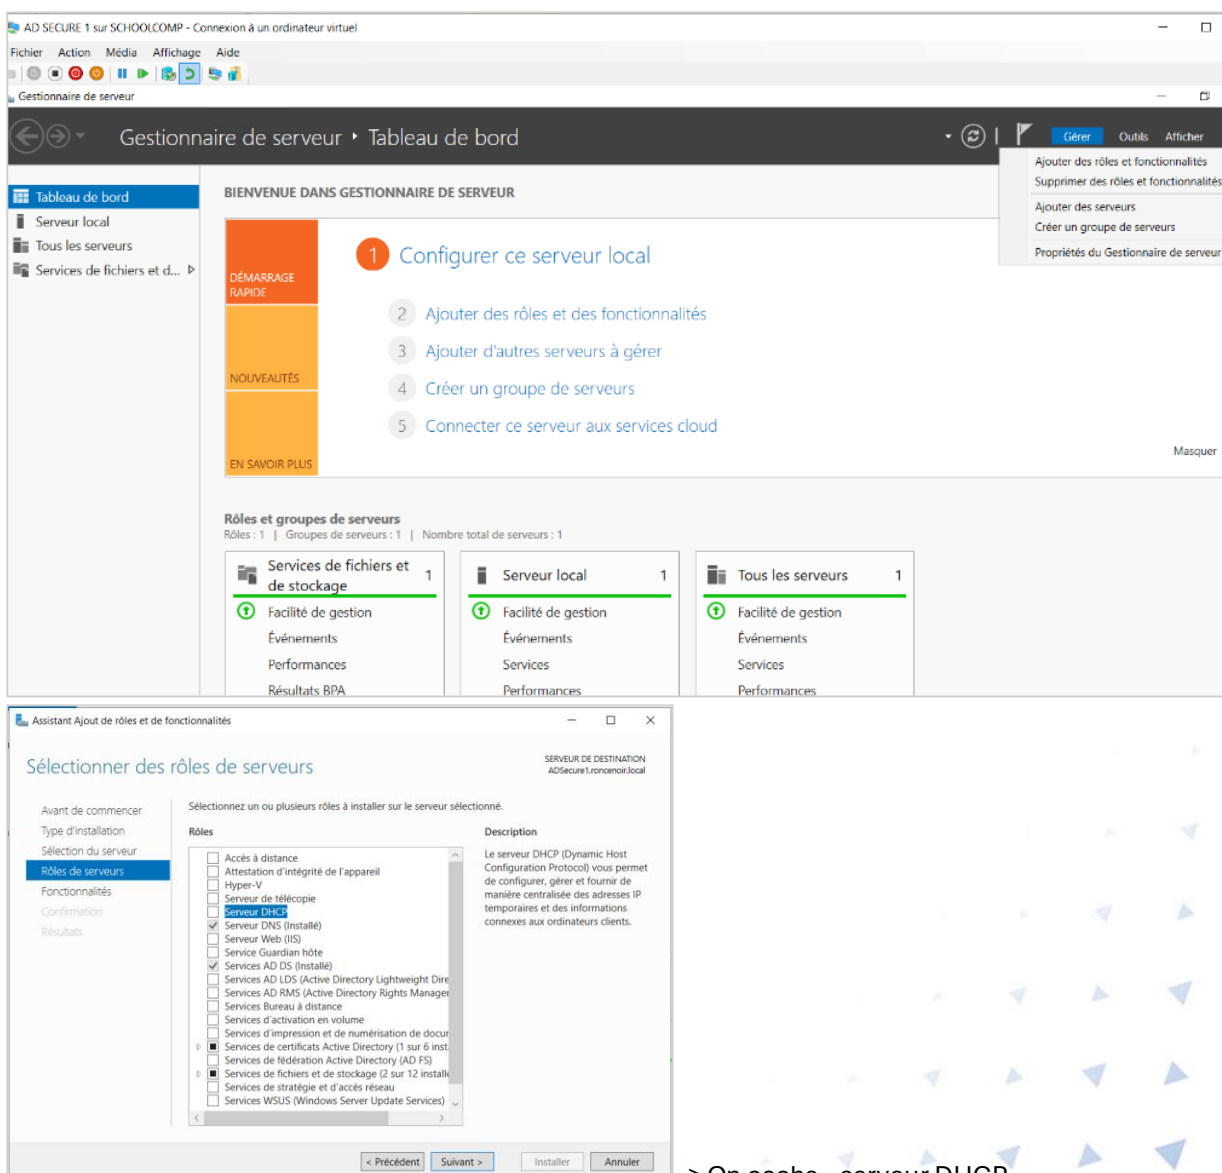 AD SECURE 1 sur SCHOOLCOMP - Connexion à un ordinateur virtuel
Fichier Action Média Affichage Aide
Gestionnaire de serveur
Gestionnaire de serveur • Tableau de bord
Gérer Outils Afficher
Ajouter des rôles et fonctionnalités
Supprimer des rôles et fonctionnalités
Ajouter des serveurs
Créer un groupe de serveurs
Propriétés du Gestionnaire de serveur
Tableau de bord
Serveur local
Tous les serveurs
Services de fichiers et d...
BIENVENUE DANS GESTIONNAIRE DE SERVEUR
DÉMARRAGE
RAPIDE
NOUVEAUTÉS
EN SAVOIR PLUS
1 Configurer ce serveur local
2 Ajouter des rôles et des fonctionnalités
3 Ajouter d'autres serveurs à gérer
4 Créer un groupe de serveurs
5 Connecter ce serveur aux services cloud
Masquer
Rôles et groupes de serveurs
Rôles : 1 | Groupes de serveurs : 1 | Nombre total de serveurs : 1
Services de fichiers et
de stockage 1
Facilité de gestion
Événements
Performances
Résultats BPA
Serveur local 1
Facilité de gestion
Événements
Services
Performances
Tous les serveurs 1
Facilité de gestion
Événements
Services
Performances
Assistant Ajout de rôles et de fonctionnalités
Sélectionner des rôles de serveurs
SERVEUR DE DESTINATION
ADSecure1.roncenoir.local
Avant de commencer
Type d'installation
Sélection du serveur
Rôles de serveurs
Fonctionnalités
Confirmation
Résultats
Sélectionnez un ou plusieurs rôles à installer sur le serveur sélectionné.
Rôles
Accès à distance
Attestation d'intégrité de l'appareil
Hyper-V
Serveur de télécopie
Serveur DHCP
Serveur DNS (Installé)
Serveur Web (IIS)
Service Guardian hôte
Services AD DS (Installé)
Services AD LDS (Active Directory Lightweight Dire
Services AD RMS (Active Directory Rights Manager
Services Bureau à distance
Services d'activation en volume
Services d'impression et de numérisation de docur
Services de certificats Active Directory (1 sur 6 inst
Services de fédération Active Directory (AD FS)
Services de fichiers et de stockage (2 sur 12 installé
Services de stratégie et d'accès réseau
Services WSUS (Windows Server Update Services)
Description
Le serveur DHCP (Dynamic Host
Configuration Protocol) vous permet
de configurer, gérer et fournir de
manière centralisée des adresses IP
temporaires et des informations
connexes aux ordinateurs clients.
< Précédent Suivant > Installer Annuler
> On coche serveur DHCP